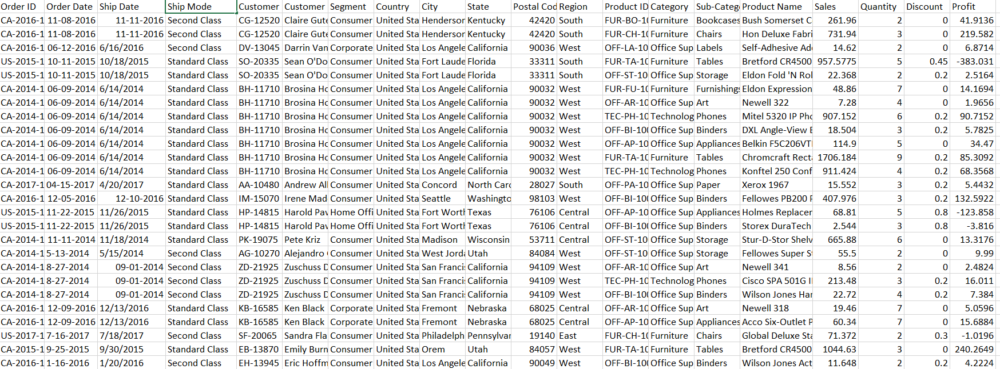 Order ID Order Date Ship Date Ship Mode Customer Customer Segment Country City State Postal Cod Region Product ID Category Sub-Categ Product Name Sales Quantity Discount Profit
CA-2016-1 11-08-2016 11-11-2016 Second Class CG-12520 Claire Gute Consumer United Sta Henderson Kentucky 42420 South FUR-BO-10 Furniture Bookcases Bush Somerset C 261.96 2 0 41.9136
CA-2016-1 11-08-2016 11-11-2016 Second Class CG-12520 Claire Gute Consumer United Sta Henderson Kentucky 42420 South FUR-CH-10 Furniture Chairs Hon Deluxe Fabri 731.94 3 0 219.582
CA-2016-1 06-12-2016 6/16/2016 Second Class DV-13045 Darrin Van Corporate United Sta Los Angele California 90036 West OFF-LA-10 Office Sup Labels Self-Adhesive Ad 14.62 2 0 6.8714
US-2015-1 10-11-2015 10/18/2015 Standard Class SO-20335 Sean O'Do Consumer United Sta Fort Laude Florida 33311 South FUR-TA-10 Furniture Tables Bretford CR4500 957.5775 5 0.45 -383.031
US-2015-1 10-11-2015 10/18/2015 Standard Class SO-20335 Sean O'Do Consumer United Sta Fort Laude Florida 33311 South OFF-ST-10 Office Sup Storage Eldon Fold 'N Rol 22.368 2 0.2 2.5164
CA-2014-1 06-09-2014 6/14/2014 Standard Class BH-11710 Brosina Ho Consumer United Sta Los Angele California 90032 West FUR-FU-10 Furniture Furnishings Eldon Expression 48.86 7 0 14.1694
CA-2014-1 06-09-2014 6/14/2014 Standard Class BH-11710 Brosina Ho Consumer United Sta Los Angele California 90032 West OFF-AR-10 Office Sup Art Newell 322 7.28 4 0 1.9656
CA-2014-1 06-09-2014 6/14/2014 Standard Class BH-11710 Brosina Ho Consumer United Sta Los Angele California 90032 West TEC-PH-10 Technolog Phones Mitel 5320 IP Pho 907.152 6 0.2 90.7152
CA-2014-1 06-09-2014 6/14/2014 Standard Class BH-11710 Brosina Ho Consumer United Sta Los Angele California 90032 West OFF-BI-100 Office Sup Binders DXL Angle-View B 18.504 3 0.2 5.7825
CA-2014-1 06-09-2014 6/14/2014 Standard Class BH-11710 Brosina Ho Consumer United Sta Los Angele California 90032 West OFF-AP-10 Office Sup Appliances Belkin F5C206VT 114.9 5 0 34.47
CA-2014-1 06-09-2014 6/14/2014 Standard Class BH-11710 Brosina Ho Consumer United Sta Los Angele California 90032 West FUR-TA-10 Furniture Tables Chromcraft Recta 1706.184 9 0.2 85.3092
CA-2014-1 06-09-2014 6/14/2014 Standard Class BH-11710 Brosina Ho Consumer United Sta Los Angele California 90032 West TEC-PH-10 Technolog Phones Konftel 250 Conf 911.424 4 0.2 68.3568
CA-2017-1 04-15-2017 4/20/2017 Standard Class AA-10480 Andrew All Consumer United Sta Concord North Caro 28027 South OFF-PA-10 Office Sup Paper Xerox 1967 15.552 3 0.2 5.4432
CA-2016-1 12-05-2016 12-10-2016 Standard Class IM-15070 Irene Mad Consumer United Sta Seattle Washingto 98103 West OFF-BI-100 Office Sup Binders Fellowes PB200 P 407.976 3 0.2 132.5922
US-2015-1 11-22-2015 11/26/2015 Standard Class HP-14815 Harold Pav Home Offi United Sta Fort Worth Texas 76106 Central OFF-AP-10 Office Sup Appliances Holmes Replacer 68.81 5 0.8 -123.858
US-2015-1 11-22-2015 11/26/2015 Standard Class HP-14815 Harold Pav Home Offi United Sta Fort Worth Texas 76106 Central OFF-BI-100 Office Sup Binders Storex DuraTech 2.544 3 0.8 -3.816
CA-2014-1 11-11-2014 11/18/2014 Standard Class PK-19075 Pete Kriz Consumer United Sta Madison Wisconsin 53711 Central OFF-ST-10 Office Sup Storage Stur-D-Stor Shelv 665.88 6 0 13.3176
CA-2014-1 5-13-2014 5/15/2014 Second Class AG-10270 Alejandro Consumer United Sta West Jorda Utah 84084 West OFF-ST-10 Office Sup Storage Fellowes Super St 55.5 2 0 9.99
CA-2014-1 8-27-2014 09-01-2014 Second Class ZD-21925 Zuschuss D Consumer United Sta San Francis California 94109 West OFF-AR-10 Office Sup Art Newell 341 8.56 2 0 2.4824
CA-2014-1 8-27-2014 09-01-2014 Second Class ZD-21925 Zuschuss D Consumer United Sta San Francis California 94109 West TEC-PH-10 Technolog Phones Cisco SPA 501G I 213.48 3 0.2 16.011
CA-2014-1 8-27-2014 09-01-2014 Second Class ZD-21925 Zuschuss D Consumer United Sta San Francis California 94109 West OFF-BI-100 Office Sup Binders Wilson Jones Han 22.72 4 0.2 7.384
CA-2016-1 12-09-2016 12/13/2016 Standard Class KB-16585 Ken Black Corporate United Sta Fremont Nebraska 68025 Central OFF-AR-10 Office Sup Art Newell 318 19.46 7 0 5.0596
CA-2016-1 12-09-2016 12/13/2016 Standard Class KB-16585 Ken Black Corporate United Sta Fremont Nebraska 68025 Central OFF-AP-10 Office Sup Appliances Acco Six-Outlet P 60.34 7 0 15.6884
US-2017-1 7-16-2017 7/18/2017 Second Class SF-20065 Sandra Fla Consumer United Sta Philadelph Pennsylvan 19140 East FUR-CH-10 Furniture Chairs Global Deluxe Sta 71.372 2 0.3 -1.0196
CA-2015-1 9-25-2015 9/30/2015 Standard Class EB-13870 Emily Burn Consumer United Sta Orem Utah 84057 West FUR-TA-10 Furniture Tables Bretford CR4500 1044.63 3 0 240.2649
CA-2016-1 1-16-2016 1/20/2016 Second Class EH-13945 Eric Hoffm Consumer United Sta Los Angele California 90049 West OFF-BI-100 Office Sup Binders Wilson Jones Act 11.648 2 0.2 4.2224